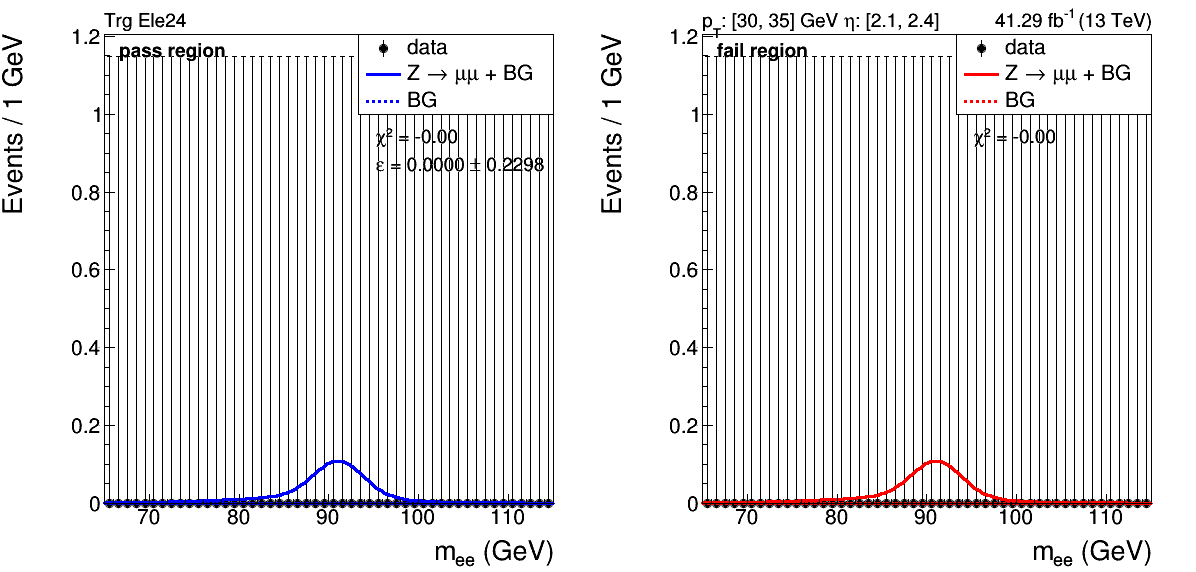 Trg Ele24
Events / 1 GeV
pass region
data
Z → μμ + BG
BG
χ² = -0.00
ε = 0.0000 ± 0.2298
1.2
1
0.8
0.6
0.4
0.2
0
70 80 90 100 110
mee (GeV)
pT: [30, 35] GeV η: [2.1, 2.4] 41.29 fb-1 (13 TeV)
Events / 1 GeV
fail region
data
Z → μμ + BG
BG
χ² = -0.00
1.2
1
0.8
0.6
0.4
0.2
0
70 80 90 100 110
mee (GeV)